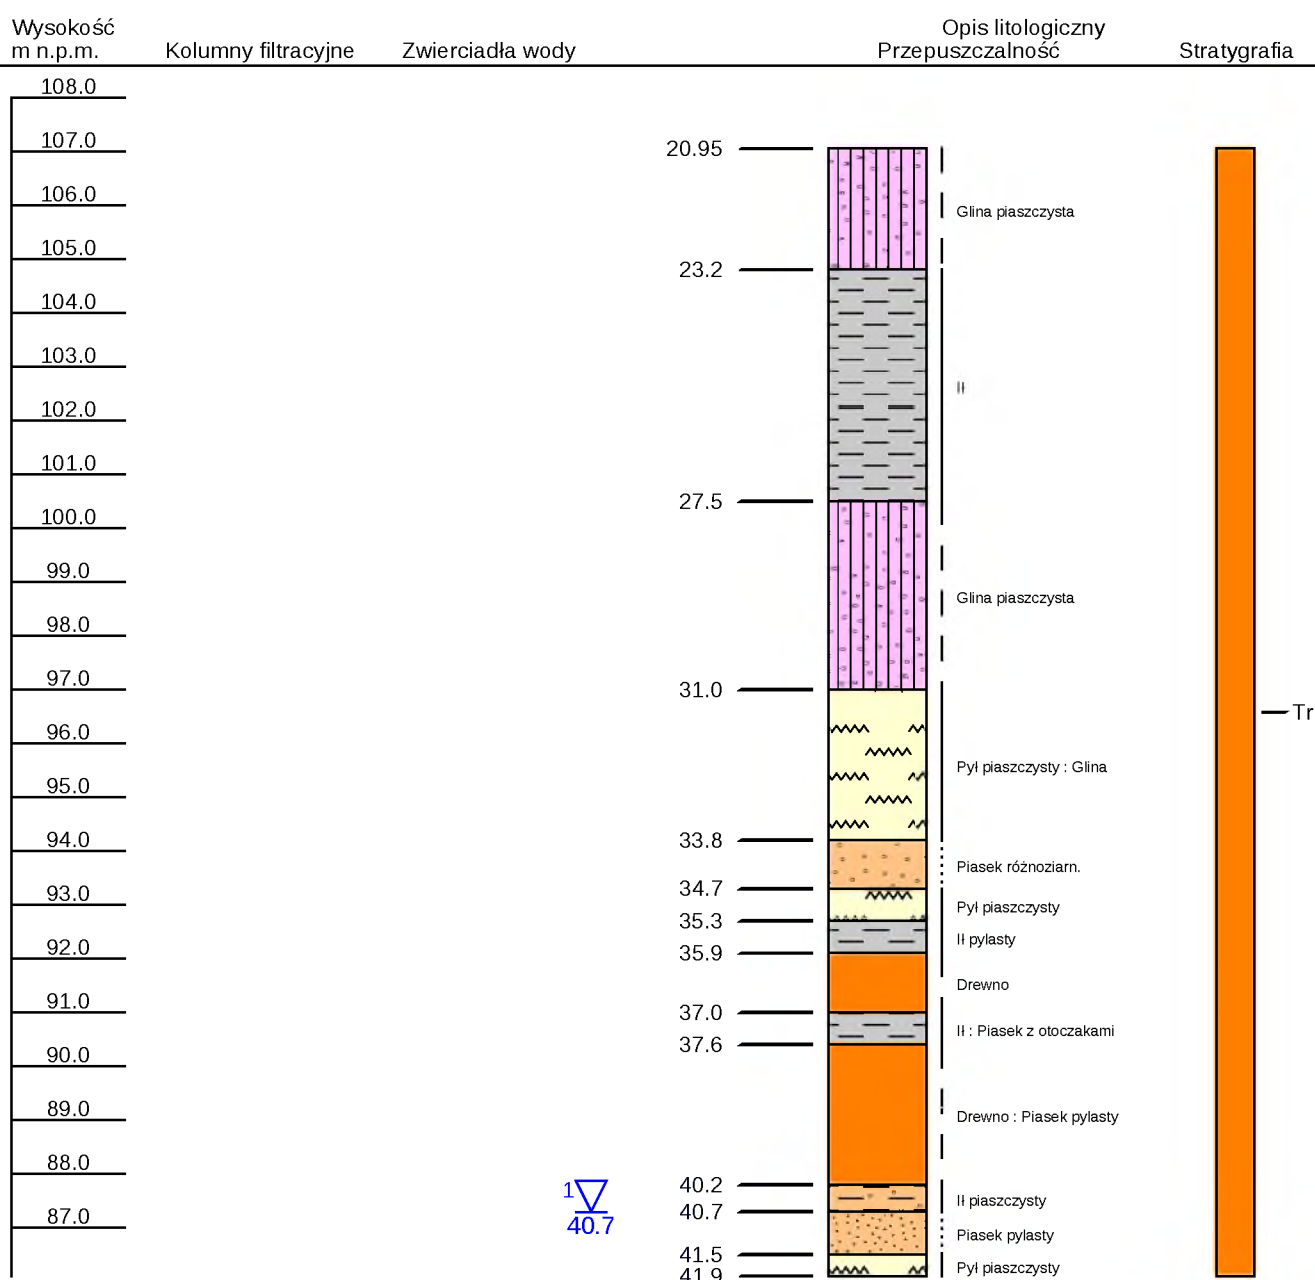 Wysokość
m n.p.m.
Kolumny filtracyjne
Zwierciadła wody
Opis litologiczny
Przepuszczalność
Stratygrafia
108.0
107.0
20.95
106.0
Glina piaszczysta
105.0
23.2
104.0
103.0
Ił
102.0
101.0
27.5
100.0
99.0
Glina piaszczysta
98.0
97.0
31.0
Tr
96.0
Pył piaszczysty : Glina
95.0
94.0
33.8
Piasek różnoziarn.
34.7
93.0
Pył piaszczysty
35.3
92.0
Ił pylasty
35.9
Drewno
91.0
37.0
Ił : Piasek z otoczakami
37.6
90.0
89.0
Drewno : Piasek pylasty
88.0
40.2
1
Ił piaszczysty
40.7
87.0
40.7
Piasek pylasty
41.5
Pył piaszczysty
41.9